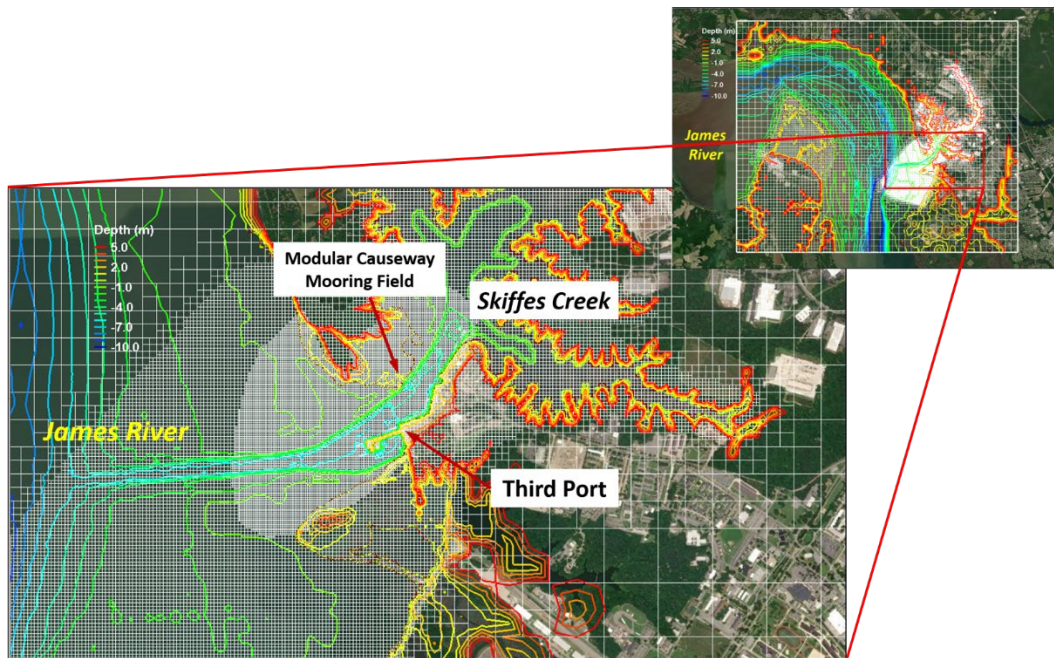 Depth (m)
5.0
2.0
-1.0
-4.0
-7.0
-10.0
James
River
Depth (m)
5.0
2.0
-1.0
-4.0
-7.0
-10.0
Modular Causeway
Mooring Field
Skiffes Creek
James River
Third Port